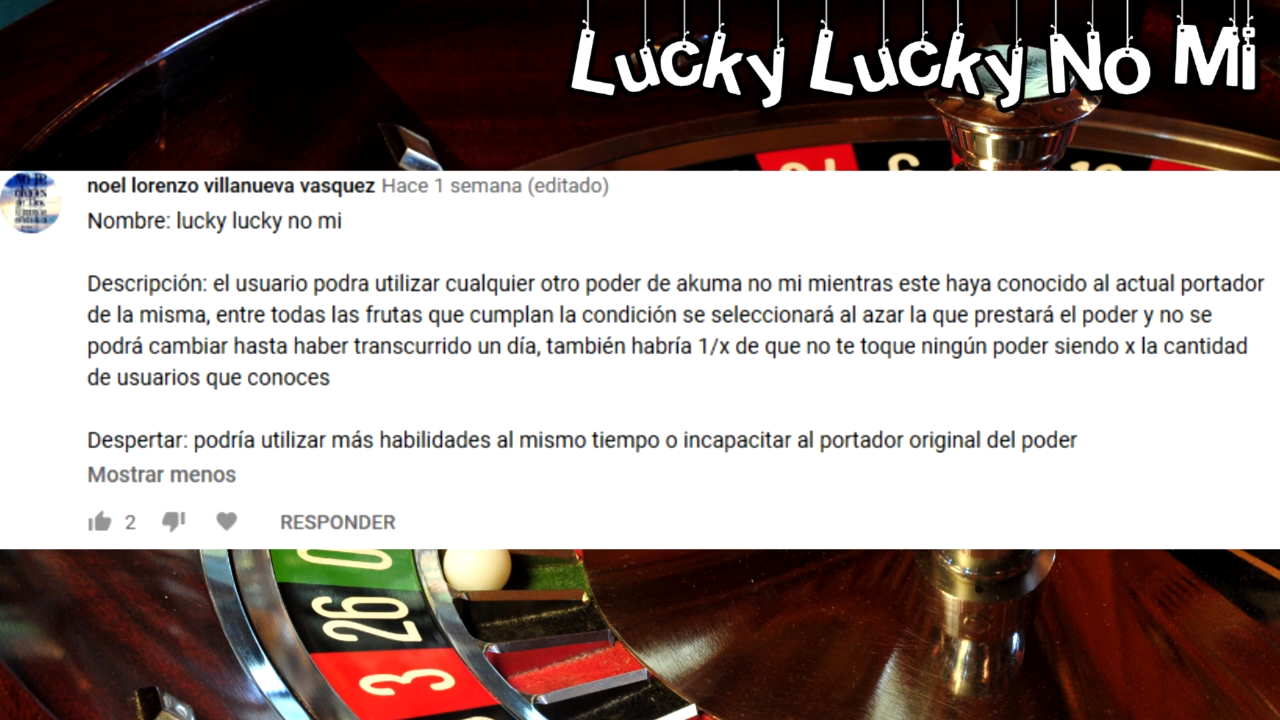 Lucky Lucky No Mi
noel lorenzo villanueva vasquez Hace 1 semana (editado)
Nombre: lucky lucky no mi
Descripción: el usuario podra utilizar cualquier otro poder de akuma no mi mientras este haya conocido al actual portador
de la misma, entre todas las frutas que cumplan la condición se seleccionará al azar la que prestará el poder y no se
podrá cambiar hasta haber transcurrido un día, también habría 1/x de que no te toque ningún poder siendo x la cantidad
de usuarios que conoces
Despertar: podría utilizar más habilidades al mismo tiempo o incapacitar al portador original del poder
Mostrar menos
2
RESPONDER
0
26
3